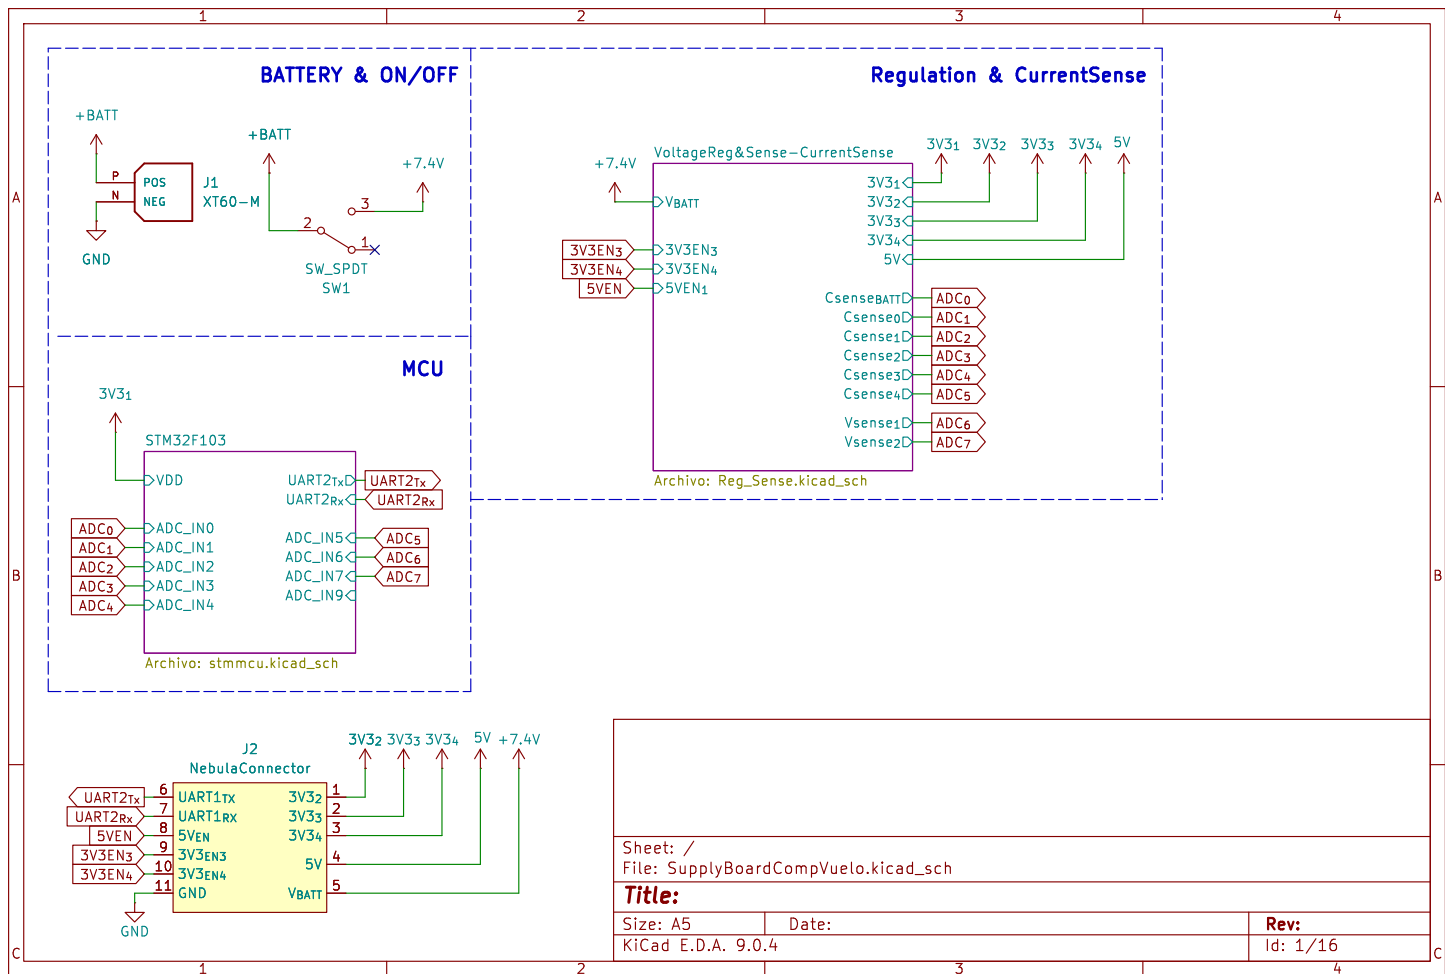 1 2 3 4
BATTERY & ON/OFF
Regulation & CurrentSense
+BATT
+BATT
+7.4V
P POS
N NEG
J1
XT60-M
GND
3
2
1
SW_SPDT
SW1
+7.4V
VoltageReg&Sense-CurrentSense
3V3₁ 3V3₂ 3V3₃ 3V3₄ 5V
V_BATT
3V3EN₃ 3V3EN₃
3V3EN₄ 3V3EN₄
5VEN 5VEN₁
3V3₁
3V3₂
3V3₃
3V3₄
5V
Csense_BATT ADC₀
Csense₀ ADC₁
Csense₁ ADC₂
Csense₂ ADC₃
Csense₃ ADC₄
Csense₄ ADC₅
Vsense₁ ADC₆
Vsense₂ ADC₇
Archivo: Reg_Sense.kicad_sch
A A
MCU
3V3₁
STM32F103
VDD
UART2Tx UART2Tx
UART2Rx UART2Rx
ADC₀ ADC_IN0
ADC₁ ADC_IN1
ADC₂ ADC_IN2
ADC₃ ADC_IN3
ADC₄ ADC_IN4
ADC_IN5 ADC₅
ADC_IN6 ADC₆
ADC_IN7 ADC₇
ADC_IN9
Archivo: stmmcu.kicad_sch
B B
J2
NebulaConnector
3V3₂ 3V3₃ 3V3₄ 5V +7.4V
UART2Tx 6 UART1TX
UART2Rx 7 UART1RX
5VEN 8 5VEN
3V3EN₃ 9 3V3EN3
3V3EN₄ 10 3V3EN4
11 GND
GND
3V3₂ 1
3V3₃ 2
3V3₄ 3
5V 4
V_BATT 5
Sheet: /
File: SupplyBoardCompVuelo.kicad_sch
Title:
Size: A5 Date: Rev:
KiCad E.D.A. 9.0.4 Id: 1/16
C C
1 2 3 4